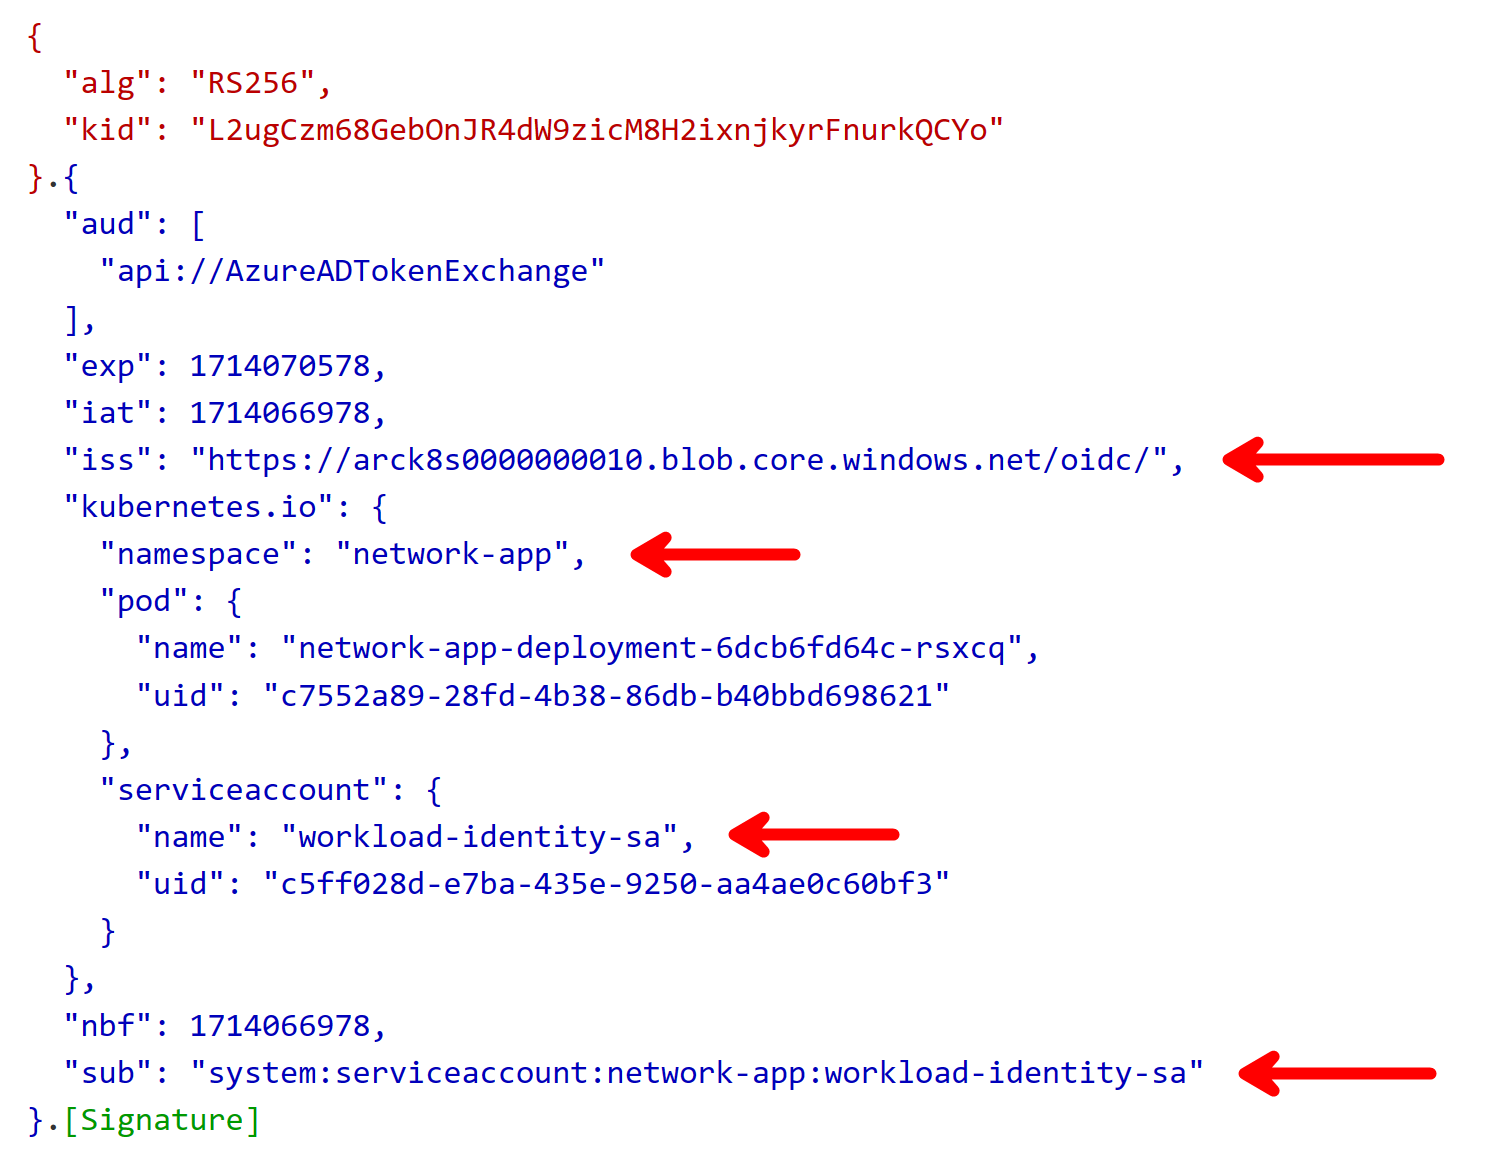 {
  "alg": "RS256",
  "kid": "L2ugCzm68GebOnJR4dW9zicM8H2ixnjkyrFnurkQCYo"
}.{
  "aud": [
    "api://AzureADTokenExchange"
  ],
  "exp": 1714070578,
  "iat": 1714066978,
  "iss": "https://arck8s0000000010.blob.core.windows.net/oidc/",
  "kubernetes.io": {
    "namespace": "network-app",
    "pod": {
      "name": "network-app-deployment-6dcb6fd64c-rsxcq",
      "uid": "c7552a89-28fd-4b38-86db-b40bbd698621"
    },
    "serviceaccount": {
      "name": "workload-identity-sa",
      "uid": "c5ff028d-e7ba-435e-9250-aa4ae0c60bf3"
    }
  },
  "nbf": 1714066978,
  "sub": "system:serviceaccount:network-app:workload-identity-sa"
}.[Signature]